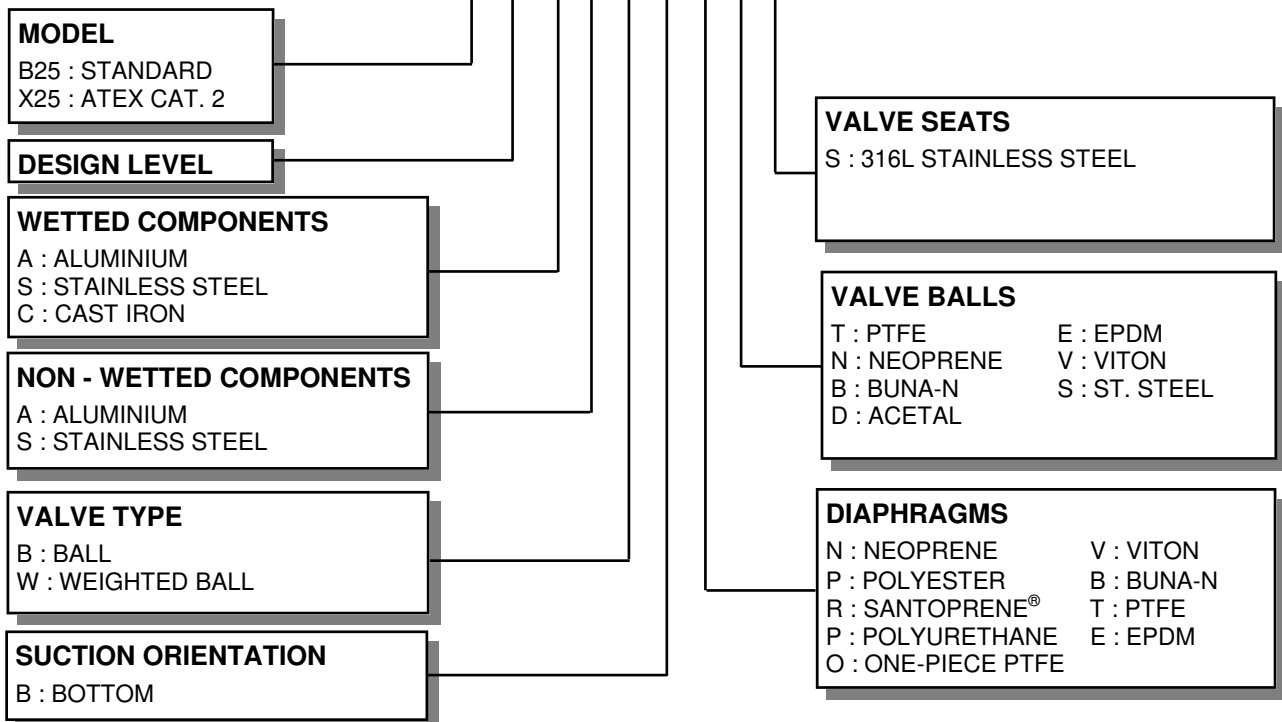 MODEL
B25 : STANDARD
X25 : ATEX CAT. 2
DESIGN LEVEL
WETTED COMPONENTS
A : ALUMINIUM
S : STAINLESS STEEL
C : CAST IRON
NON - WETTED COMPONENTS
A : ALUMINIUM
S : STAINLESS STEEL
VALVE TYPE
B : BALL
W : WEIGHTED BALL
SUCTION ORIENTATION
B : BOTTOM
VALVE SEATS
S : 316L STAINLESS STEEL
VALVE BALLS
T : PTFE E : EPDM
N : NEOPRENE V : VITON
B : BUNA-N S : ST. STEEL
D : ACETAL
DIAPHRAGMS
N : NEOPRENE V : VITON
P : POLYESTER B : BUNA-N
R : SANTOPRENE® T : PTFE
P : POLYURETHANE E : EPDM
O : ONE-PIECE PTFE